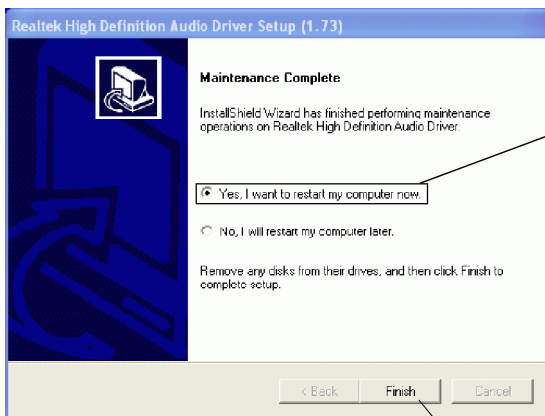 Realtek High Definition Audio Driver Setup (1.73)
Maintenance Complete
InstallShield Wizard has finished performing maintenance
operations on Realtek High Definition Audio Driver.
Yes, I want to restart my computer now.
No, I will restart my computer later.
Remove any disks from their drives, and then click Finish to
complete setup.
< Back Finish Cancel